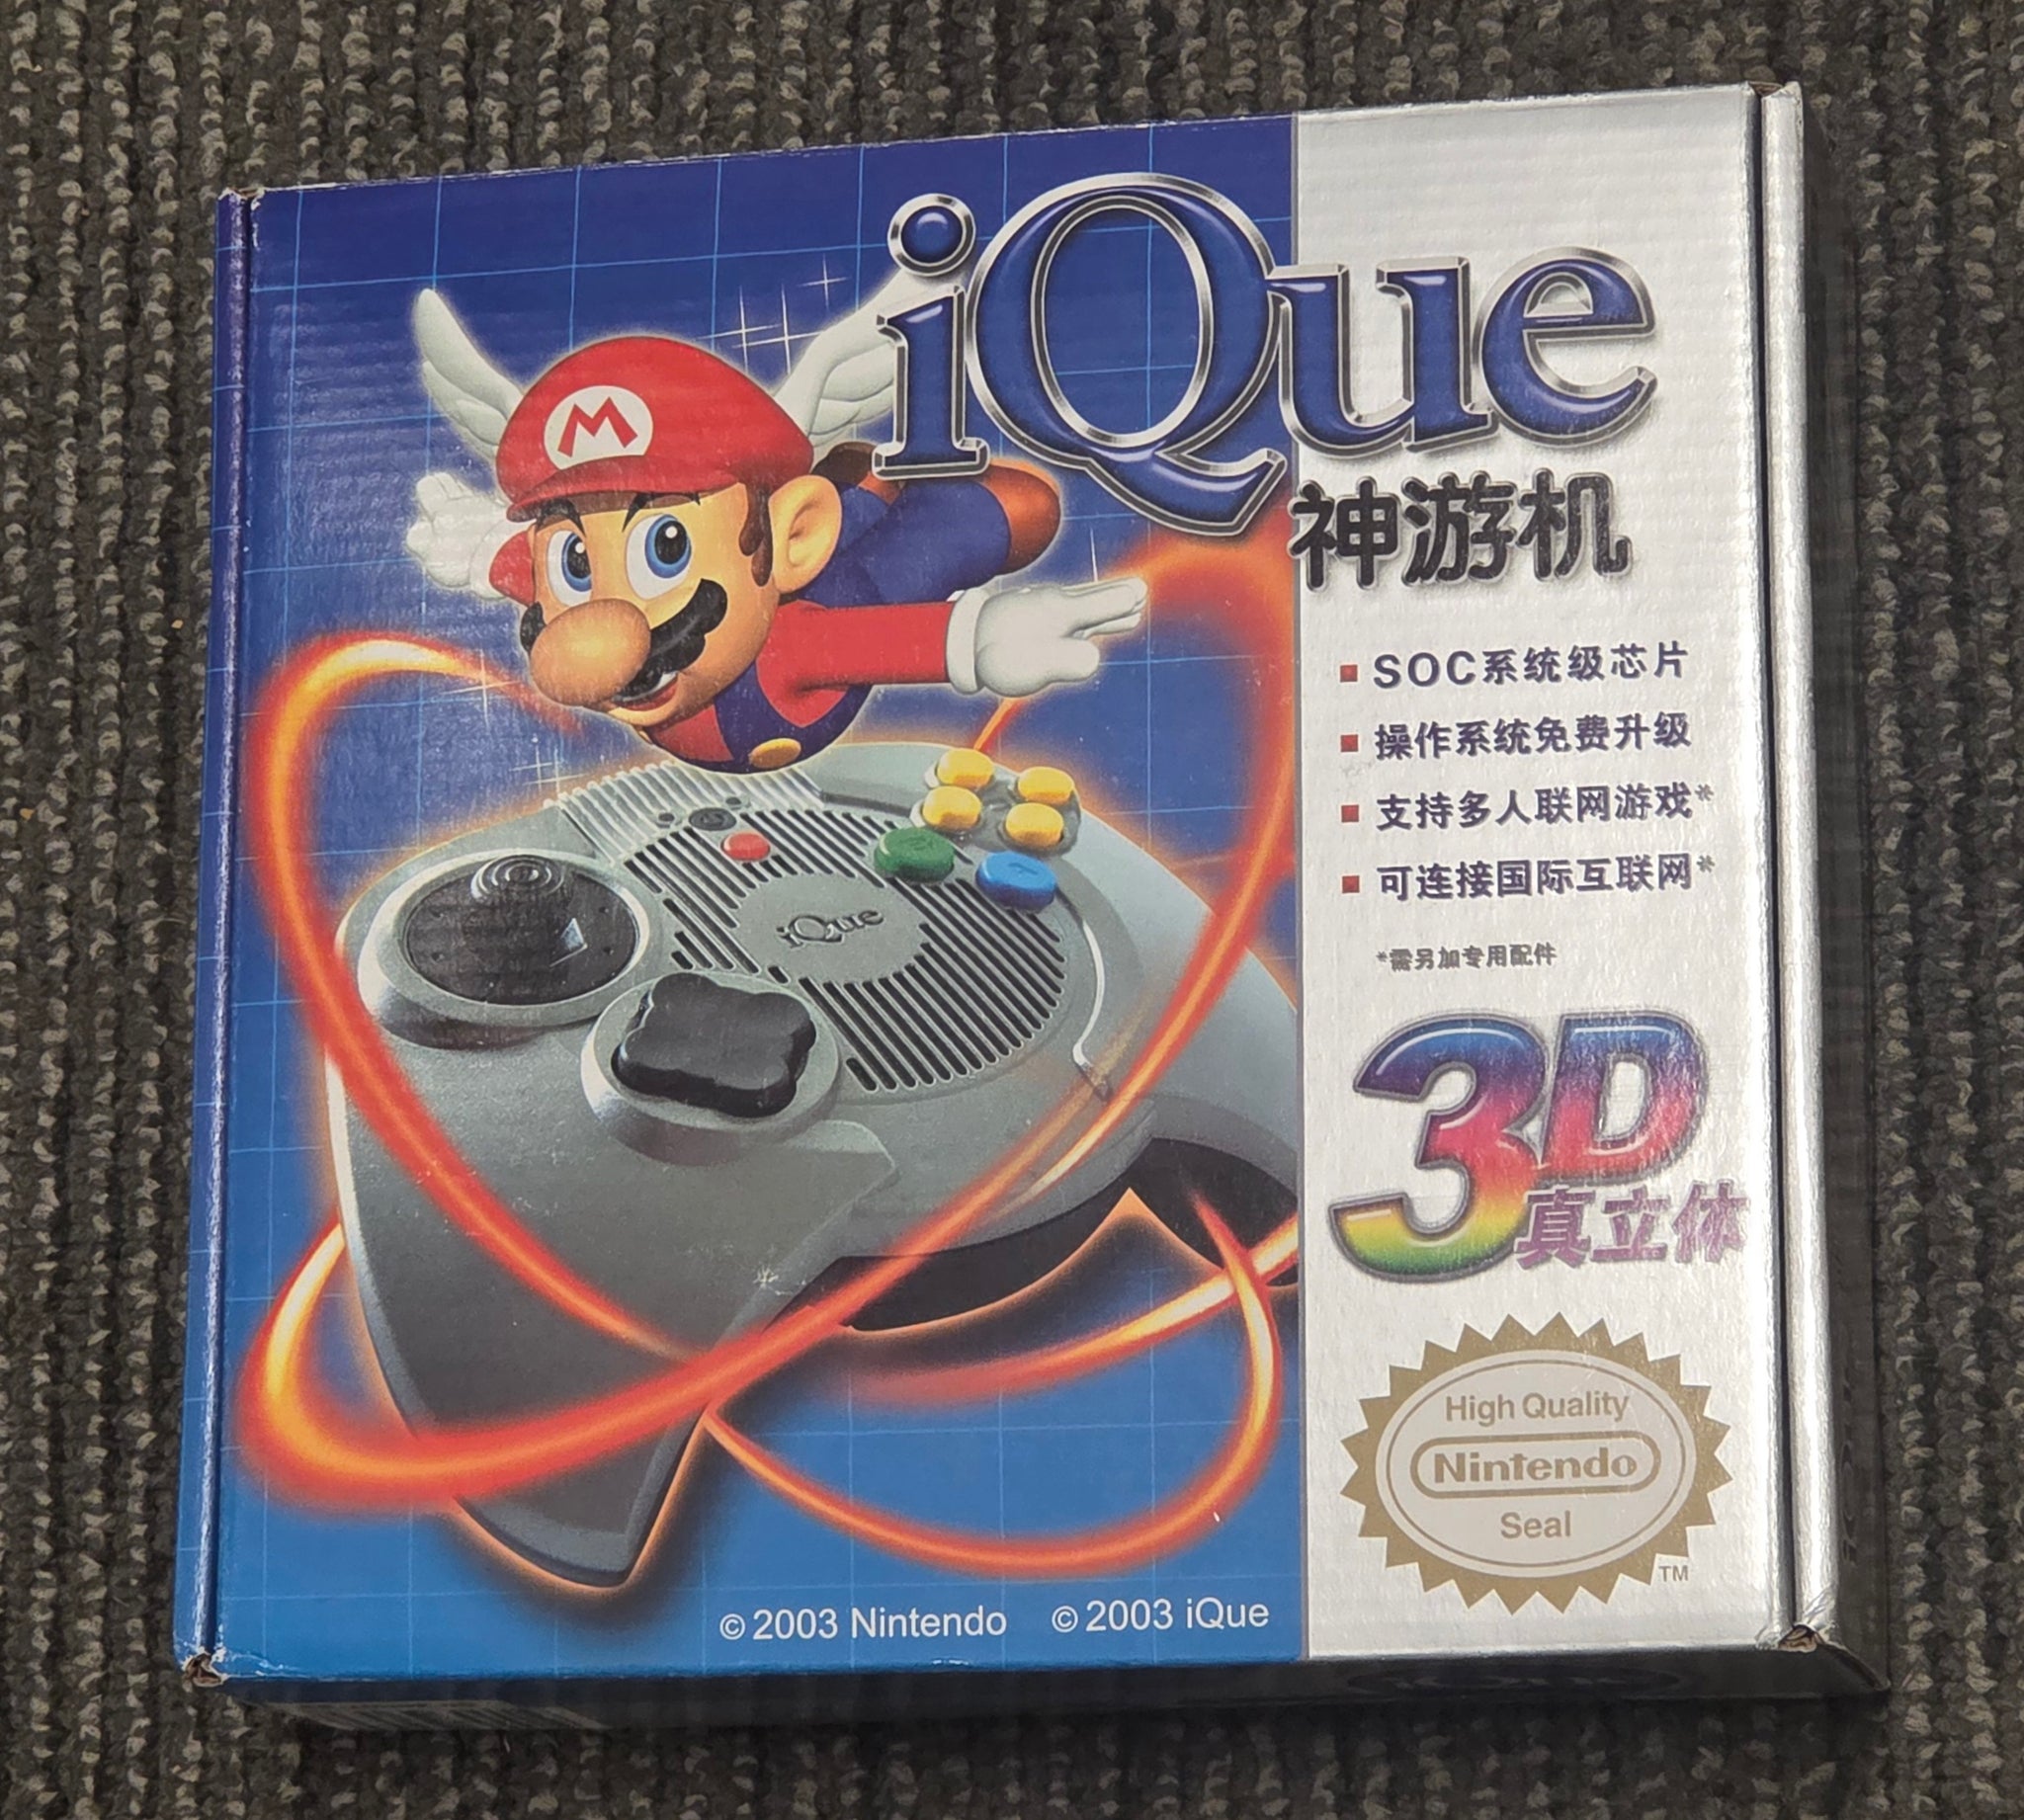 iQue
神游机
M
SOC系统级芯片
操作系统免费升级
支持多人联网游戏*
可连接国际互联网*
*需另加专用配件
iQue
3D
真立体
High Quality
Nintendo
Seal
TM
© 2003 Nintendo © 2003 iQue